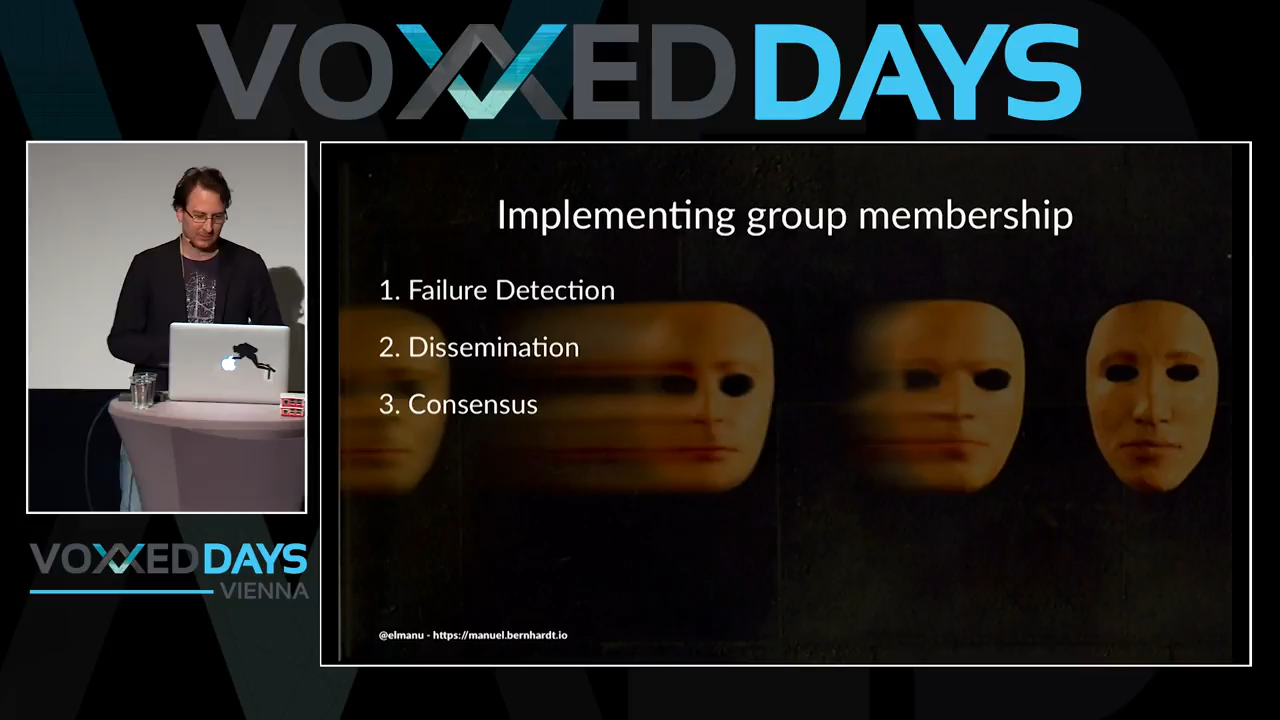 VOXXED DAYS
Implementing group membership
1. Failure Detection
2. Dissemination
3. Consensus
VOXXED DAYS
VIENNA
@elmanu - https://manuel.bernhardt.io